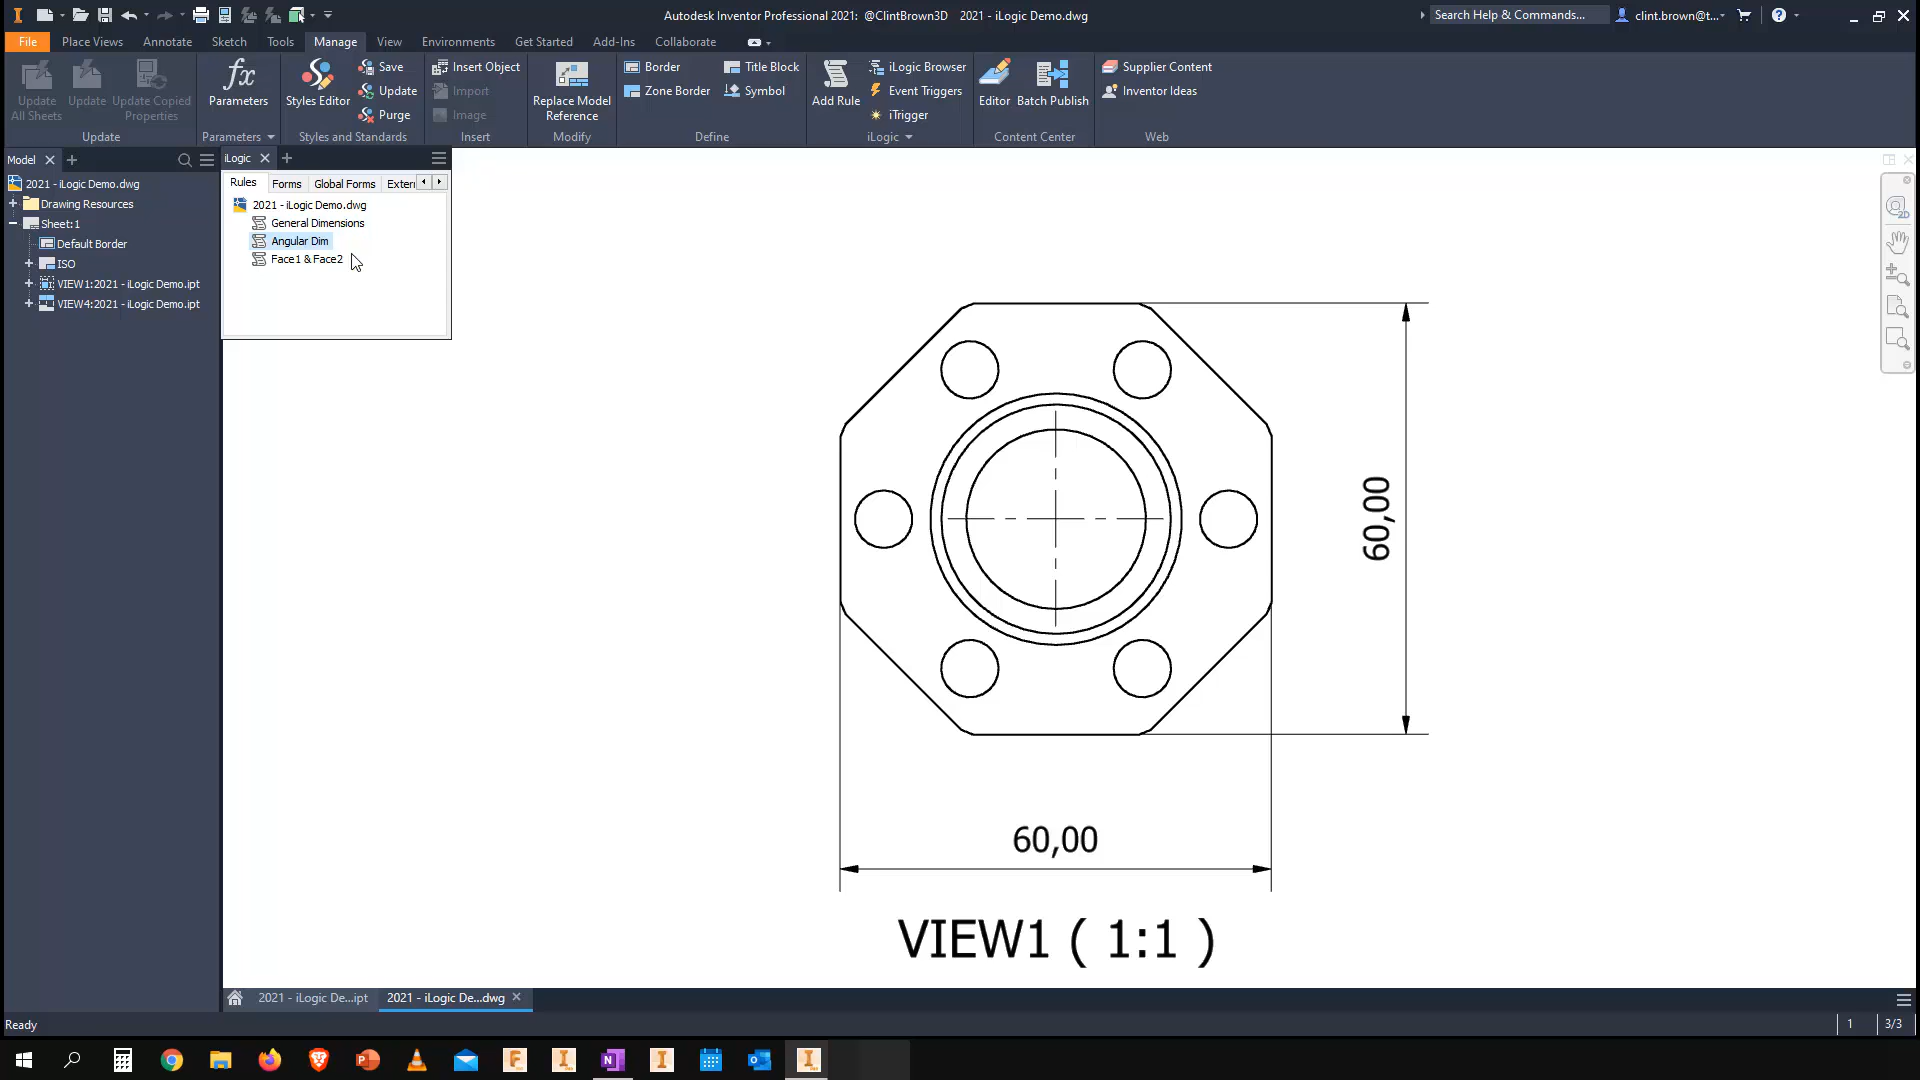 Autodesk Inventor Professional 2021: @ClintBrown3D 2021 - iLogic Demo.dwg
Search Help & Commands...
clint.brown@t...
File Place Views Annotate Sketch Tools Manage View Environments Get Started Add-Ins Collaborate
Update All Sheets
Update
Update Copied Properties
Update
fx
Parameters
Parameters
Styles Editor
Save
Update
Purge
Styles and Standards
Insert Object
Import
Image
Insert
Replace Model Reference
Modify
Border
Zone Border
Title Block
Symbol
Define
Add Rule
iLogic Browser
Event Triggers
iTrigger
iLogic
Editor
Batch Publish
Content Center
Supplier Content
Inventor Ideas
Web
Model
2021 - iLogic Demo.dwg
Drawing Resources
Sheet:1
Default Border
ISO
VIEW1:2021 - iLogic Demo.ipt
VIEW4:2021 - iLogic Demo.ipt
iLogic
Rules Forms Global Forms Extern
2021 - iLogic Demo.dwg
General Dimensions
Angular Dim
Face1 & Face2
2D
60,00
60,00
VIEW1 ( 1:1 )
2021 - iLogic De...ipt
2021 - iLogic De...dwg
Ready
1
3/3